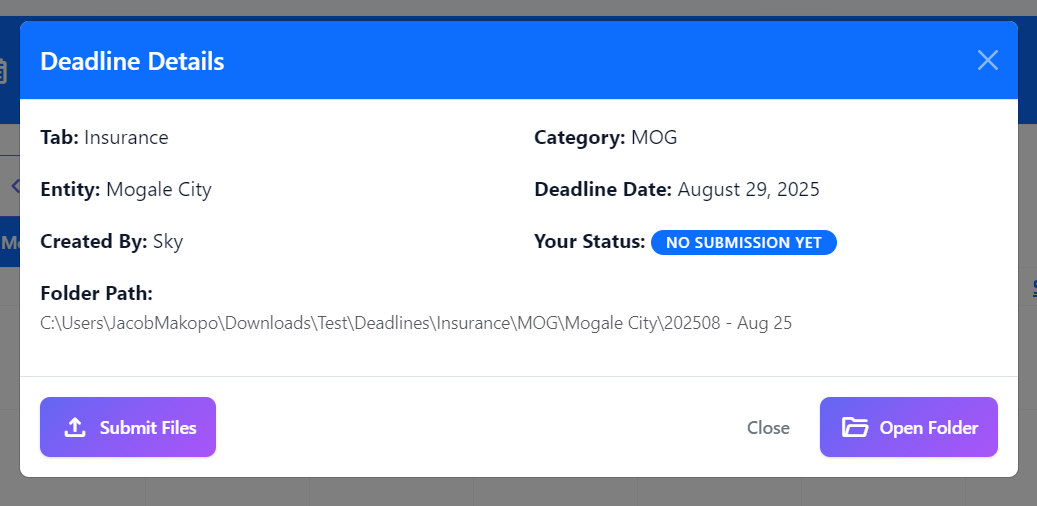 Deadline Details
Tab: Insurance
Category: MOG
Entity: Mogale City
Deadline Date: August 29, 2025
Created By: Sky
Your Status: NO SUBMISSION YET
Folder Path:
C:\Users\JacobMakopo\Downloads\Test\Deadlines\Insurance\MOG\Mogale City\202508 - Aug 25
Submit Files
Close
Open Folder